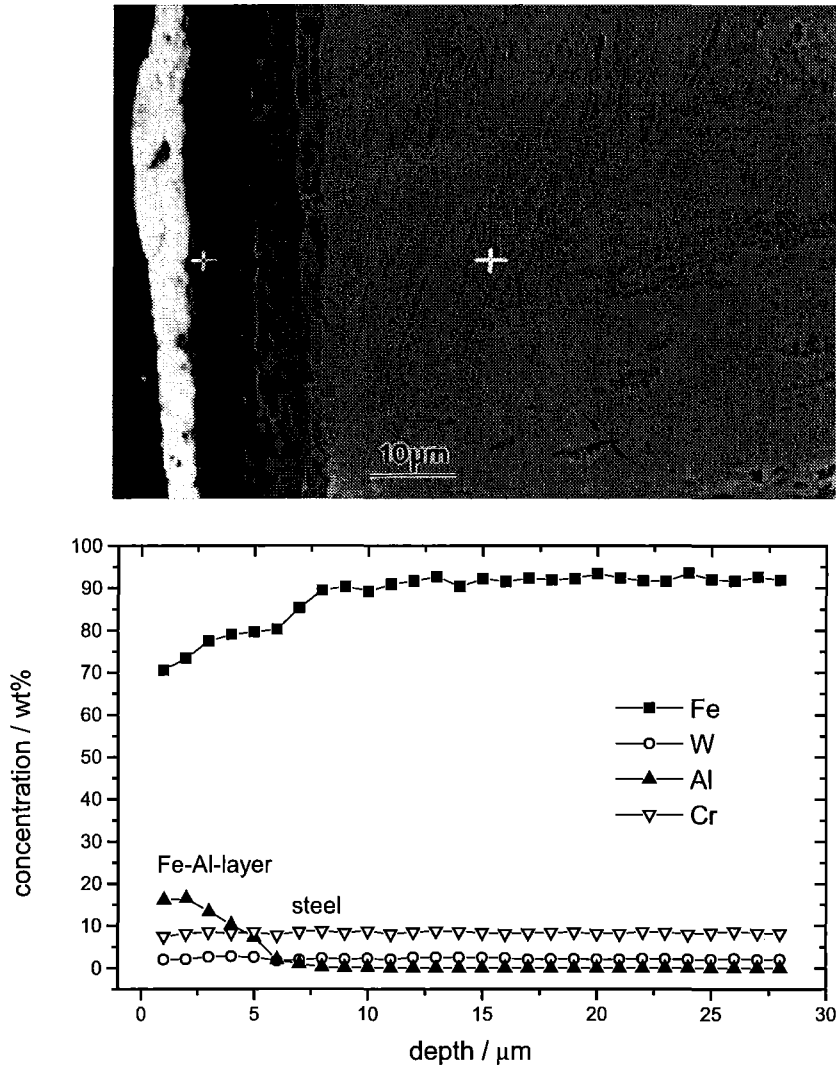 10μm
100
90
80
70
60
50
40
30
20
10
0
concentration / wt%
Fe
W
Al
Cr
Fe-Al-layer
steel
0 5 10 15 20 25 30
depth / μm